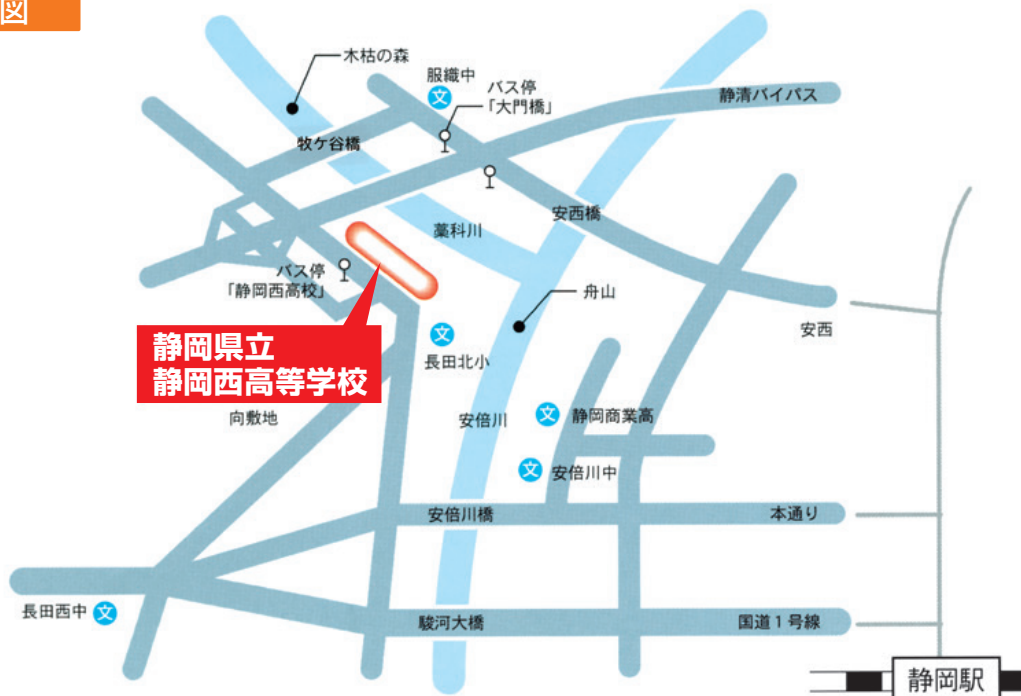 図
木枯の森
服織中
文
バス停
「大門橋」
静清バイパス
牧ケ谷橋
安西橋
藁科川
バス停
「静岡西高校」
舟山
安西
静岡県立
静岡西高等学校
文
長田北小
向敷地
安倍川
文
静岡商業高
文
安倍川中
安倍川橋
本通り
長田西中
文
駿河大橋
国道1号線
静岡駅